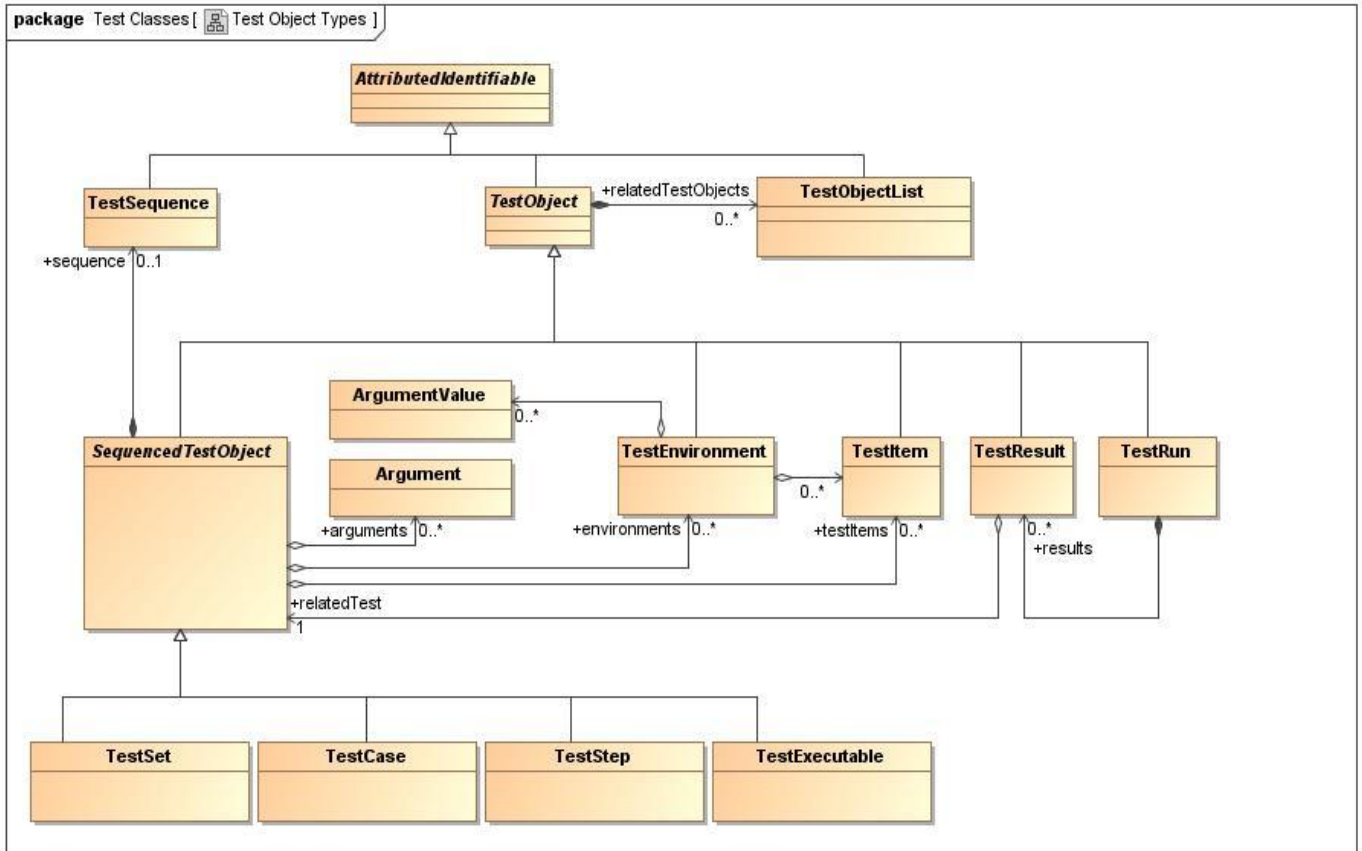 package Test Classes [ Test Object Types ]
AttributedIdentifiable
TestSequence
TestObject
+relatedTestObjects
0..*
TestObjectList
+sequence 0..1
ArgumentValue
0..*
SequencedTestObject
Argument
+arguments 0..*
TestEnvironment
0..*
+environments 0..*
TestItem
+testItems 0..*
TestResult
0..*
+results
TestRun
+relatedTest
1
TestSet
TestCase
TestStep
TestExecutable